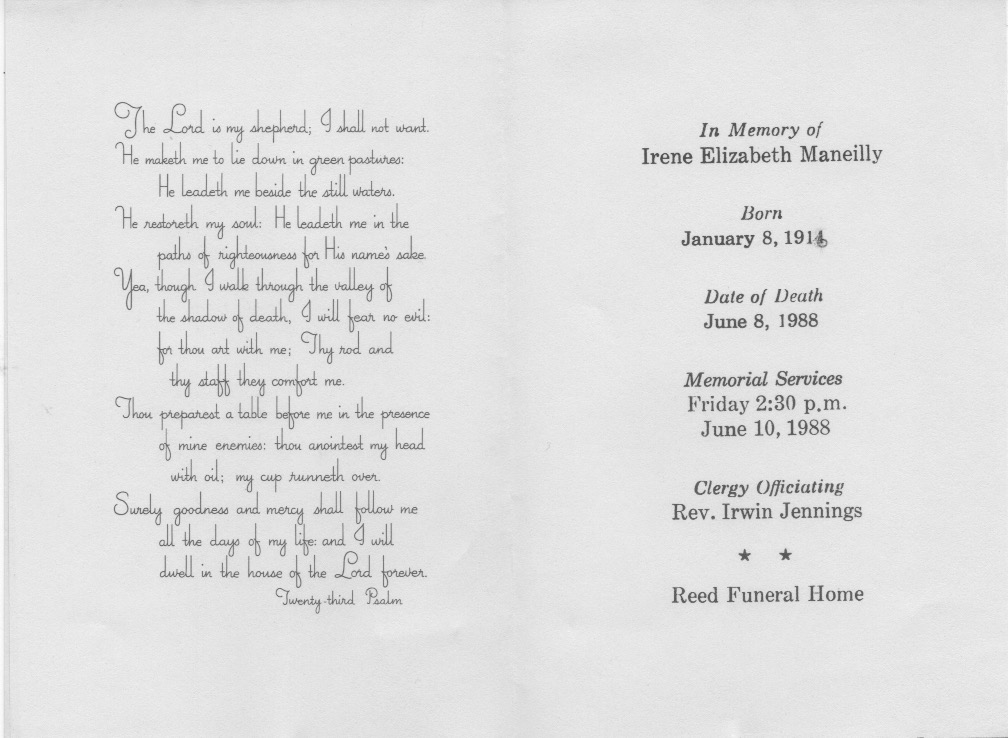 The Lord is my shepherd; I shall not want.
He maketh me to lie down in green pastures:
He leadeth me beside the still waters.
He restoreth my soul: He leadeth me in the
paths of righteousness for His name's sake.
Yea, though I walk through the valley of
the shadow of death, I will fear no evil:
for thou art with me; Thy rod and
thy staff they comfort me.
Thou preparest a table before me in the presence
of mine enemies: thou anointest my head
with oil; my cup runneth over.
Surely goodness and mercy shall follow me
all the days of my life: and I will
dwell in the house of the Lord forever.
Twenty-third Psalm
In Memory of
Irene Elizabeth Maneilly
Born
January 8,
Date of Death
June 8, 1988
Memorial Services
Friday 2:30 p.m.
June 10, 1988
Clergy Officiating
Rev. Irwin Jennings
★ ★
Reed Funeral Home